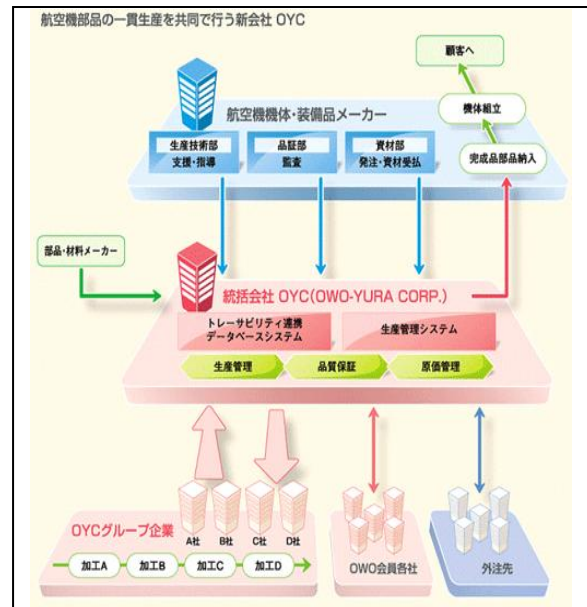 航空機部品の一貫生産を共同で行う新会社 OYC
顧客へ
機体組立
完成品部品納入
航空機機体・装備品メーカー
生産技術部
支援・指導
品証部
監査
資材部
発注・資材受払
部品・材料メーカー
統括会社 OYC(OWO-YURA CORP.)
トレーサビリティ連携
データベースシステム
生産管理システム
生産管理
品質保証
原価管理
OYCグループ企業
A社
B社
C社
D社
加工A
加工B
加工C
加工D
OWO会員各社
外注先